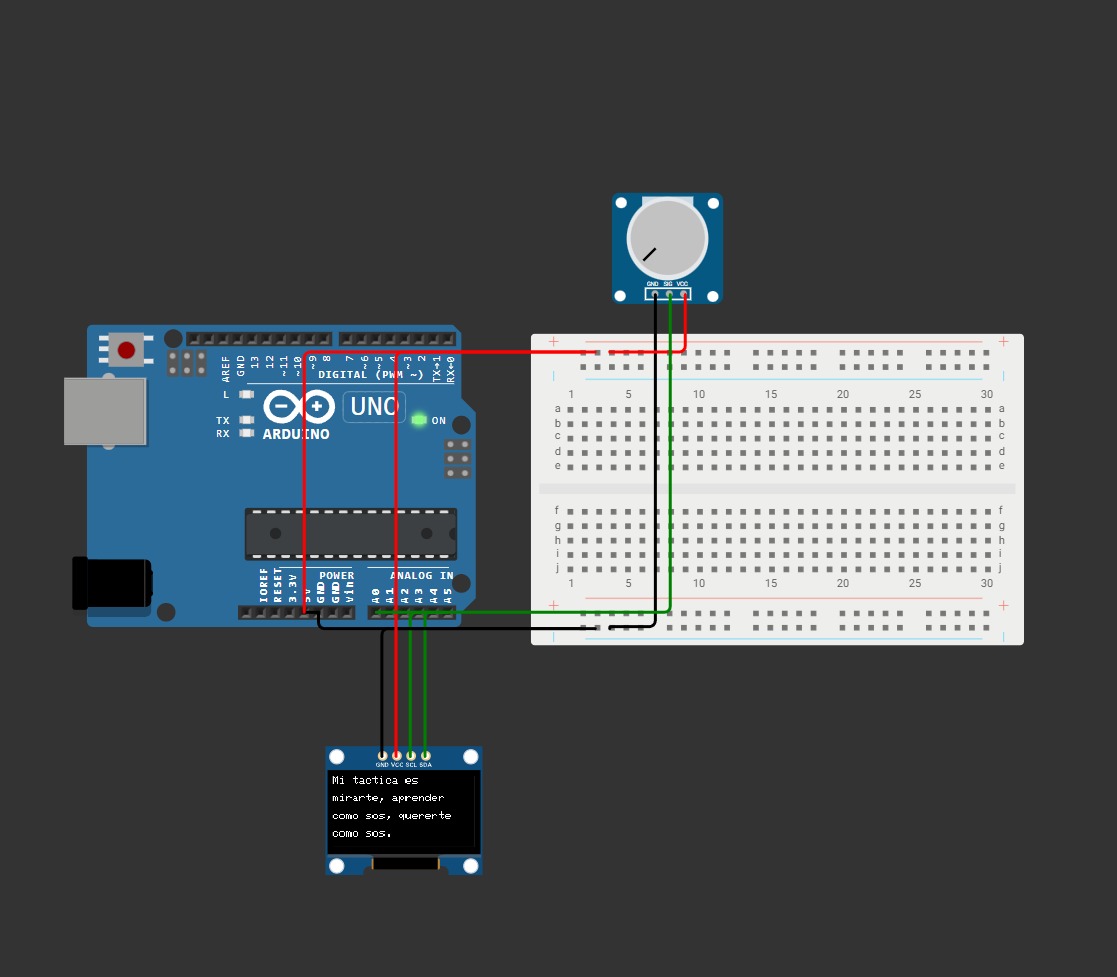 GND SIG VCC
AREF
GND
13
12
~11
~10
~9
8
7
~6
~5
4
~3
2
TX→1
RX←0
DIGITAL (PWM ~)
L
TX
RX
UNO
ON
ARDUINO
POWER
ANALOG IN
IOREF
RESET
3.3V
5V
GND
GND
Vin
A0
A1
A2
A3
A4
A5
1 5 10 15 20 25 30
a a
b b
c c
d d
e e
f f
g g
h h
i i
j j
1 5 10 15 20 25 30
GND VCC SCL SDA
Mi tactica es
mirarte, aprender
como sos, quererte
como sos.